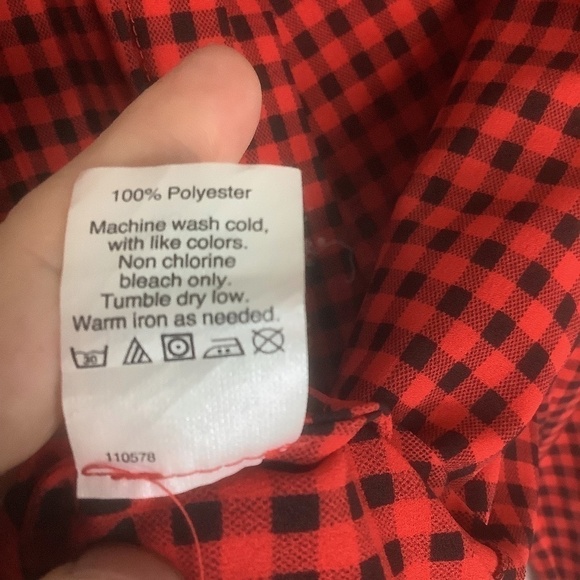 100% Polyester
Machine wash cold,
with like colors.
Non chlorine
bleach only.
Tumble dry low.
Warm iron as needed.
30
110578